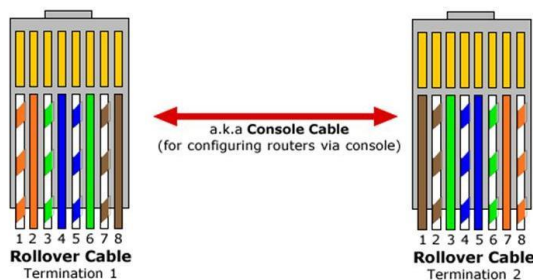 a.k.a Console Cable
(for configuring routers via console)
1 2 3 4 5 6 7 8
Rollover Cable
Termination 1
1 2 3 4 5 6 7 8
Rollover Cable
Termination 2